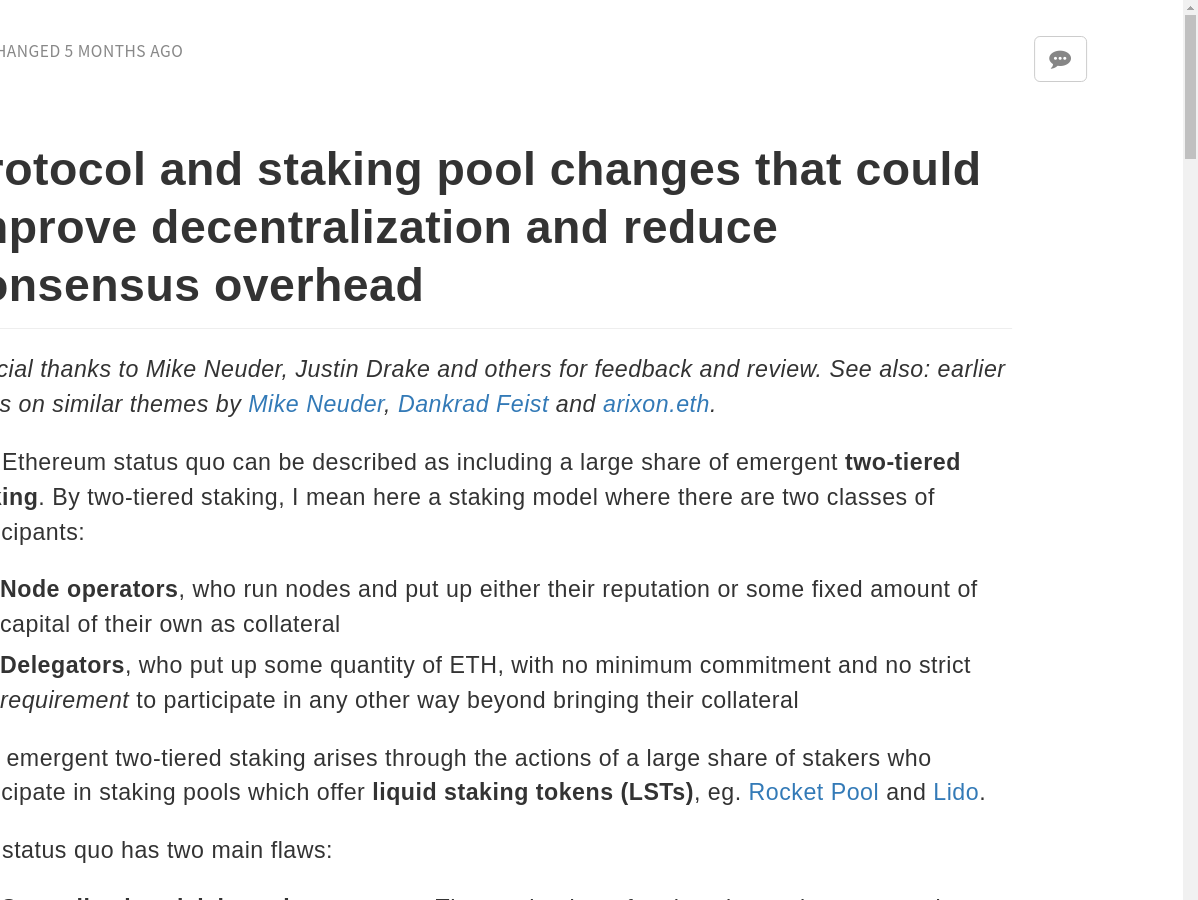 HANGED 5 MONTHS AGO
rotocol and staking pool changes that could
mprove decentralization and reduce
onsensus overhead
cial thanks to Mike Neuder, Justin Drake and others for feedback and review. See also: earlier
s on similar themes by Mike Neuder, Dankrad Feist and arixon.eth.
Ethereum status quo can be described as including a large share of emergent two-tiered
king. By two-tiered staking, I mean here a staking model where there are two classes of
cipants:
Node operators, who run nodes and put up either their reputation or some fixed amount of
capital of their own as collateral
Delegators, who put up some quantity of ETH, with no minimum commitment and no strict
requirement to participate in any other way beyond bringing their collateral
emergent two-tiered staking arises through the actions of a large share of stakers who
cipate in staking pools which offer liquid staking tokens (LSTs), eg. Rocket Pool and Lido.
status quo has two main flaws: